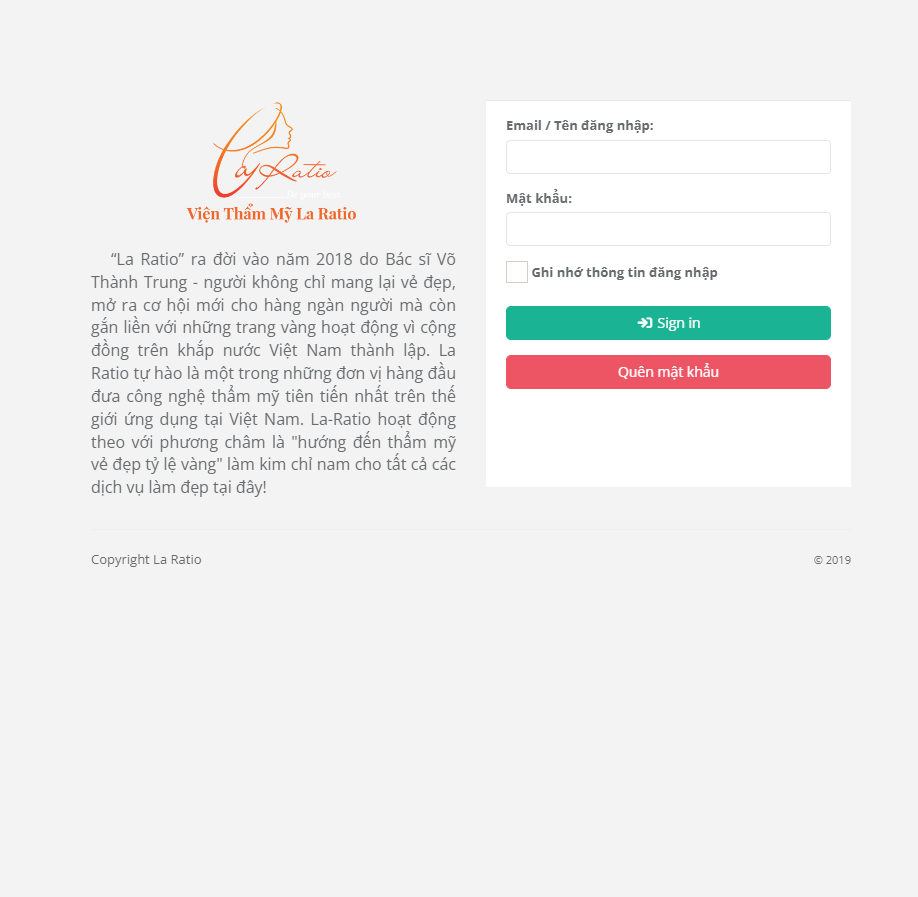 La Ratio
Viện Thẩm Mỹ La Ratio
“La Ratio” ra đời vào năm 2018 do Bác sĩ Võ
Thành Trung - người không chỉ mang lại vẻ đẹp,
mở ra cơ hội mới cho hàng ngàn người mà còn
gắn liền với những trang vàng hoạt động vì cộng
đồng trên khắp nước Việt Nam thành lập. La
Ratio tự hào là một trong những đơn vị hàng đầu
đưa công nghệ thẩm mỹ tiên tiến nhất trên thế
giới ứng dụng tại Việt Nam. La-Ratio hoạt động
theo với phương châm là "hướng đến thẩm mỹ
vẻ đẹp tỷ lệ vàng" làm kim chỉ nam cho tất cả các
dịch vụ làm đẹp tại đây!
Email / Tên đăng nhập:
Mật khẩu:
Ghi nhớ thông tin đăng nhập
Sign in
Quên mật khẩu
Copyright La Ratio
© 2019